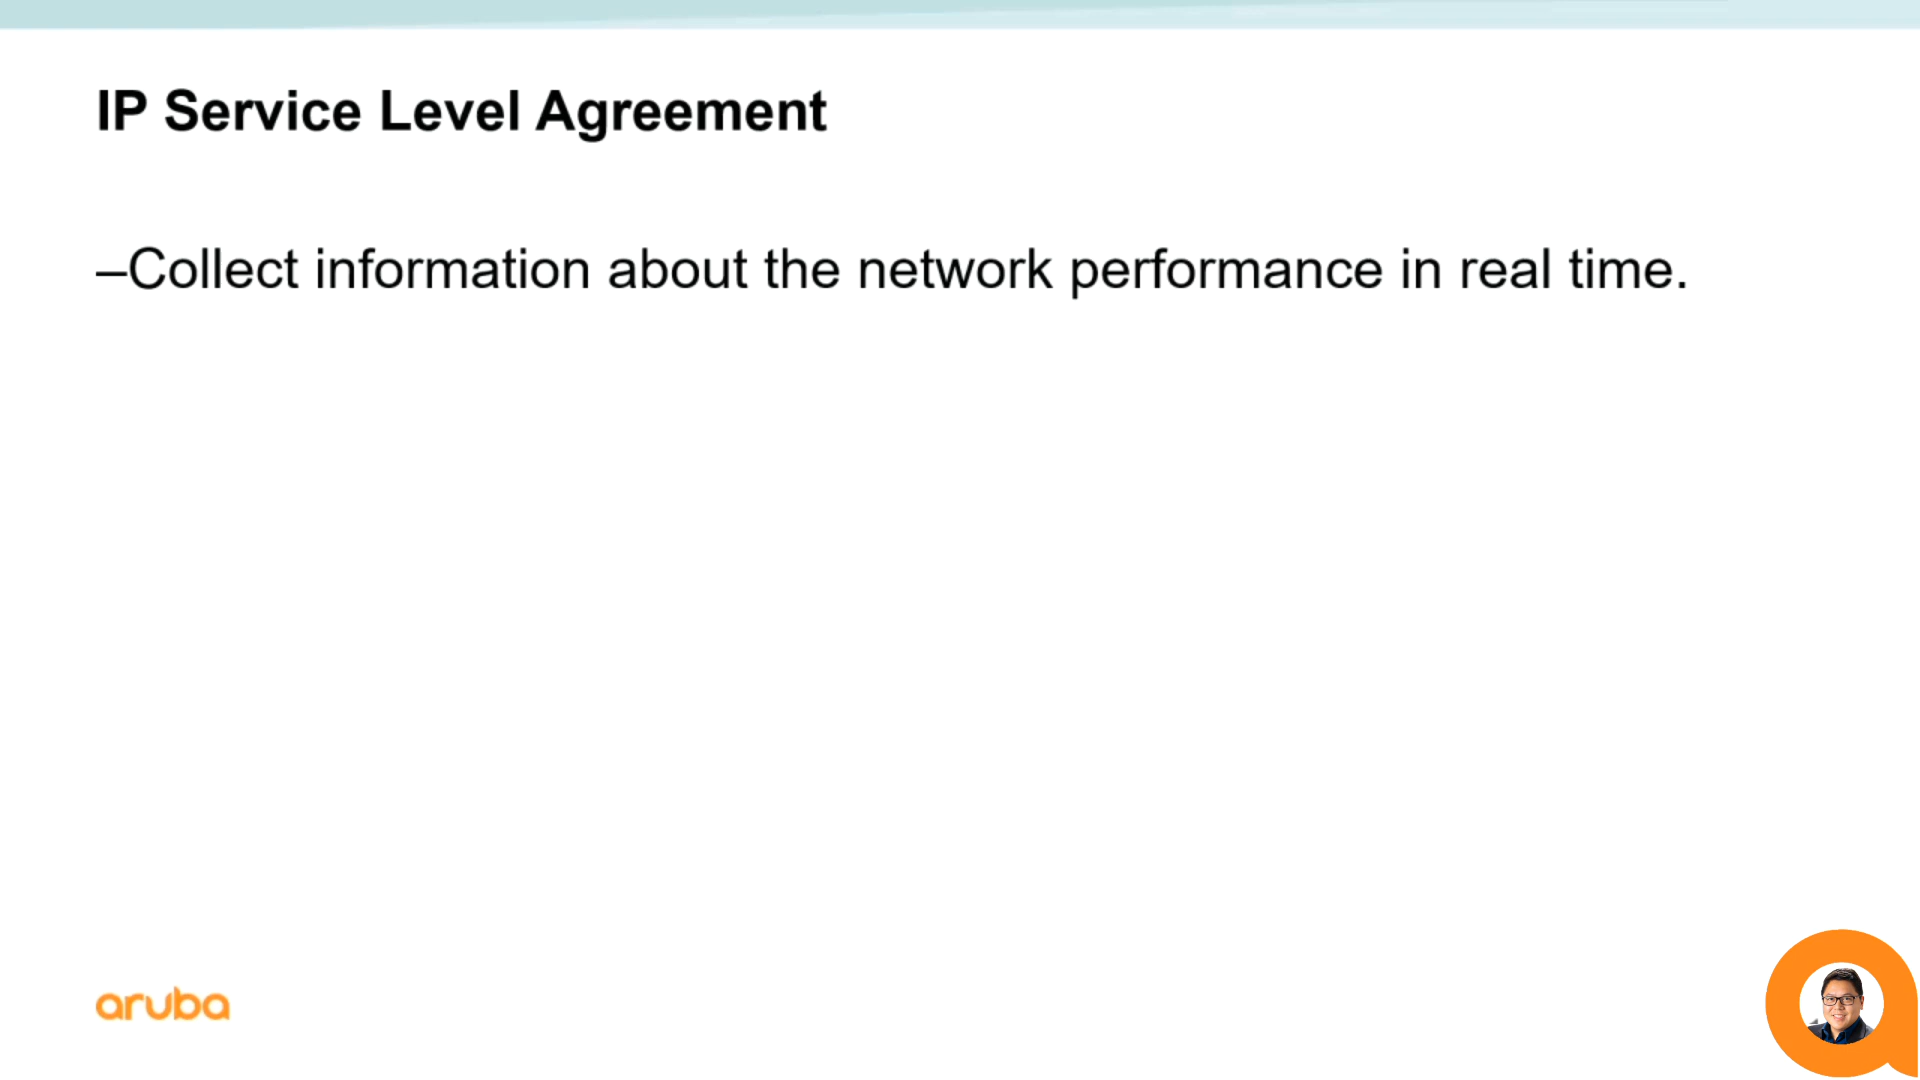 IP Service Level Agreement
–Collect information about the network performance in real time.
aruba